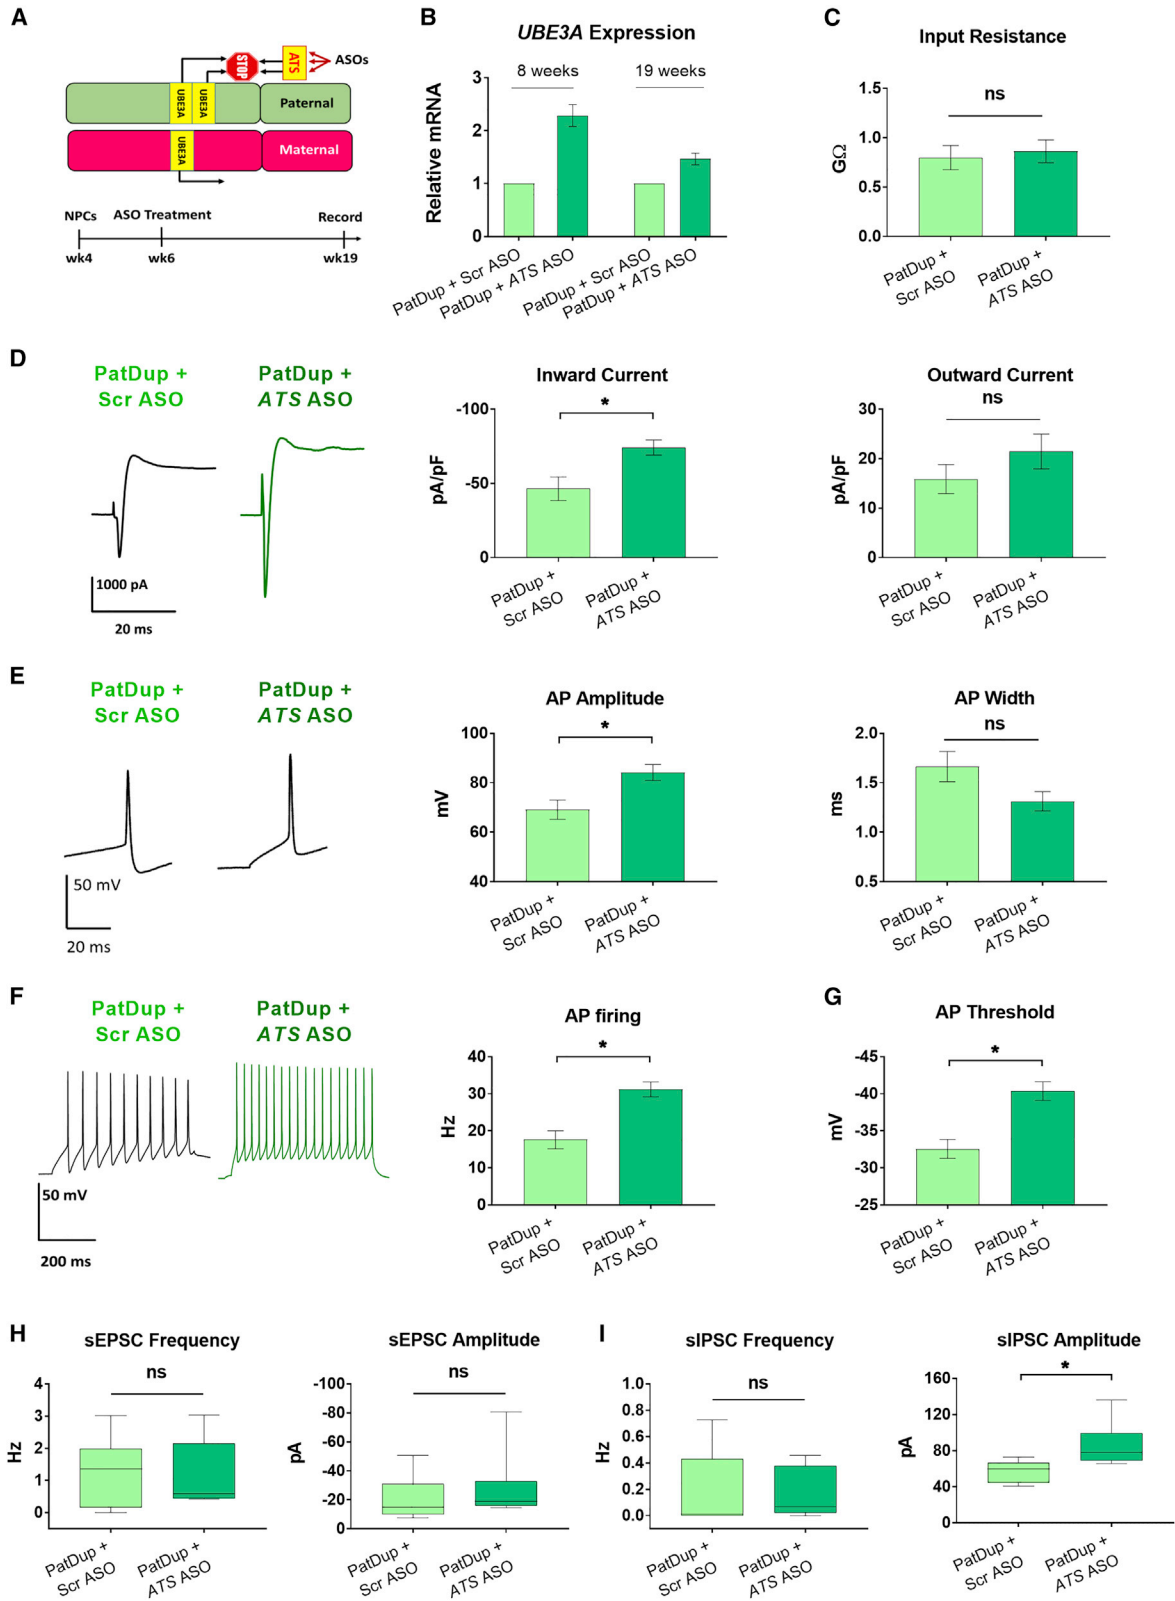 A
STOP
ATS
ASOs
UBE3A
UBE3A
Paternal
UBE3A
Maternal
NPCs
ASO Treatment
Record
wk4
wk6
wk19
B
UBE3A Expression
8 weeks
19 weeks
Relative mRNA
3
2
1
0
PatDup + Scr ASO
PatDup + ATS ASO
PatDup + Scr ASO
PatDup + ATS ASO
C
Input Resistance
ns
GΩ
1.5
1.0
0.5
0.0
PatDup +
Scr ASO
PatDup +
ATS ASO
D
PatDup +
Scr ASO
PatDup +
ATS ASO
1000 pA
20 ms
Inward Current
*
pA/pF
-100
-50
0
PatDup +
Scr ASO
PatDup +
ATS ASO
Outward Current
ns
pA/pF
30
20
10
0
PatDup +
Scr ASO
PatDup +
ATS ASO
E
PatDup +
Scr ASO
PatDup +
ATS ASO
50 mV
20 ms
AP Amplitude
*
mV
100
80
60
40
PatDup +
Scr ASO
PatDup +
ATS ASO
AP Width
ns
ms
2.0
1.5
1.0
0.5
PatDup +
Scr ASO
PatDup +
ATS ASO
F
PatDup +
Scr ASO
PatDup +
ATS ASO
50 mV
200 ms
AP firing
*
Hz
40
30
20
10
0
PatDup +
Scr ASO
PatDup +
ATS ASO
G
AP Threshold
*
mV
-45
-40
-35
-30
-25
PatDup +
Scr ASO
PatDup +
ATS ASO
H
sEPSC Frequency
ns
Hz
4
3
2
1
0
PatDup +
Scr ASO
PatDup +
ATS ASO
sEPSC Amplitude
ns
pA
-100
-80
-60
-40
-20
0
PatDup +
Scr ASO
PatDup +
ATS ASO
I
sIPSC Frequency
ns
Hz
1.0
0.8
0.6
0.4
0.2
0.0
PatDup +
Scr ASO
PatDup +
ATS ASO
sIPSC Amplitude
*
pA
160
120
80
40
0
PatDup +
Scr ASO
PatDup +
ATS ASO